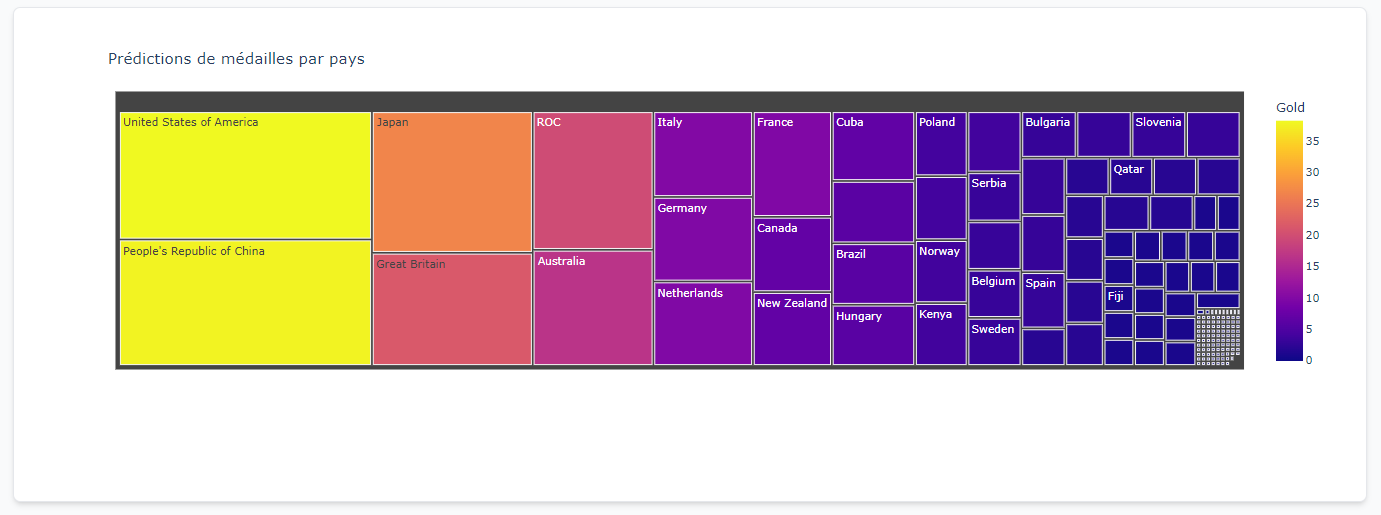 Prédictions de médailles par pays
United States of America
People's Republic of China
Japan
Great Britain
ROC
Australia
Italy
Germany
Netherlands
France
Canada
New Zealand
Cuba
Brazil
Hungary
Poland
Norway
Kenya
Serbia
Belgium
Sweden
Bulgaria
Spain
Slovenia
Qatar
Fiji
Gold
35
30
25
20
15
10
5
0